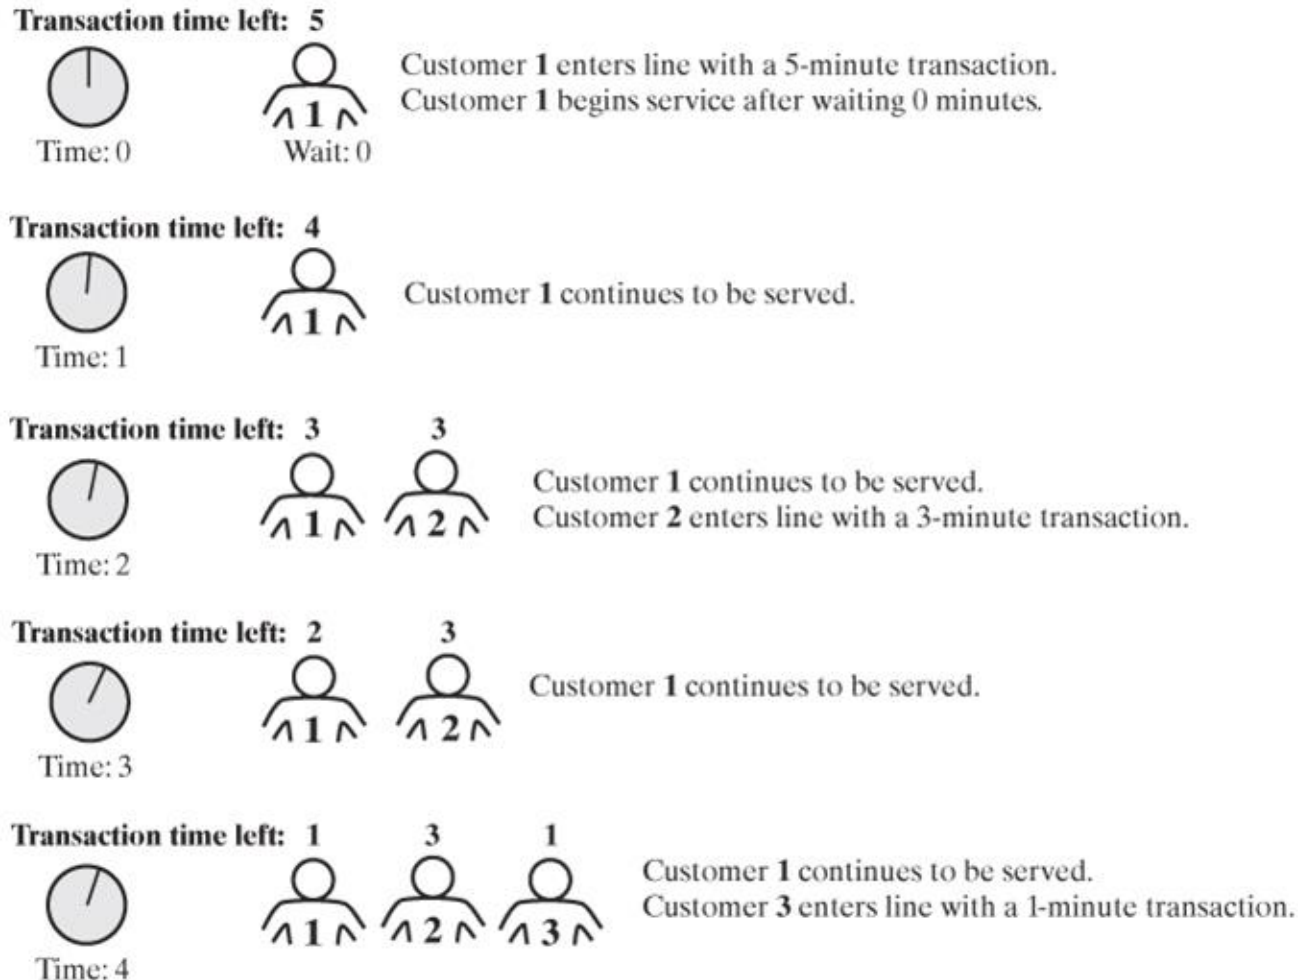 Transaction time left: 5
1
Customer 1 enters line with a 5-minute transaction.
Customer 1 begins service after waiting 0 minutes.
Time: 0
Wait: 0
Transaction time left: 4
1
Customer 1 continues to be served.
Time: 1
Transaction time left: 3 3
1 2
Customer 1 continues to be served.
Customer 2 enters line with a 3-minute transaction.
Time: 2
Transaction time left: 2 3
1 2
Customer 1 continues to be served.
Time: 3
Transaction time left: 1 3 1
1 2 3
Customer 1 continues to be served.
Customer 3 enters line with a 1-minute transaction.
Time: 4